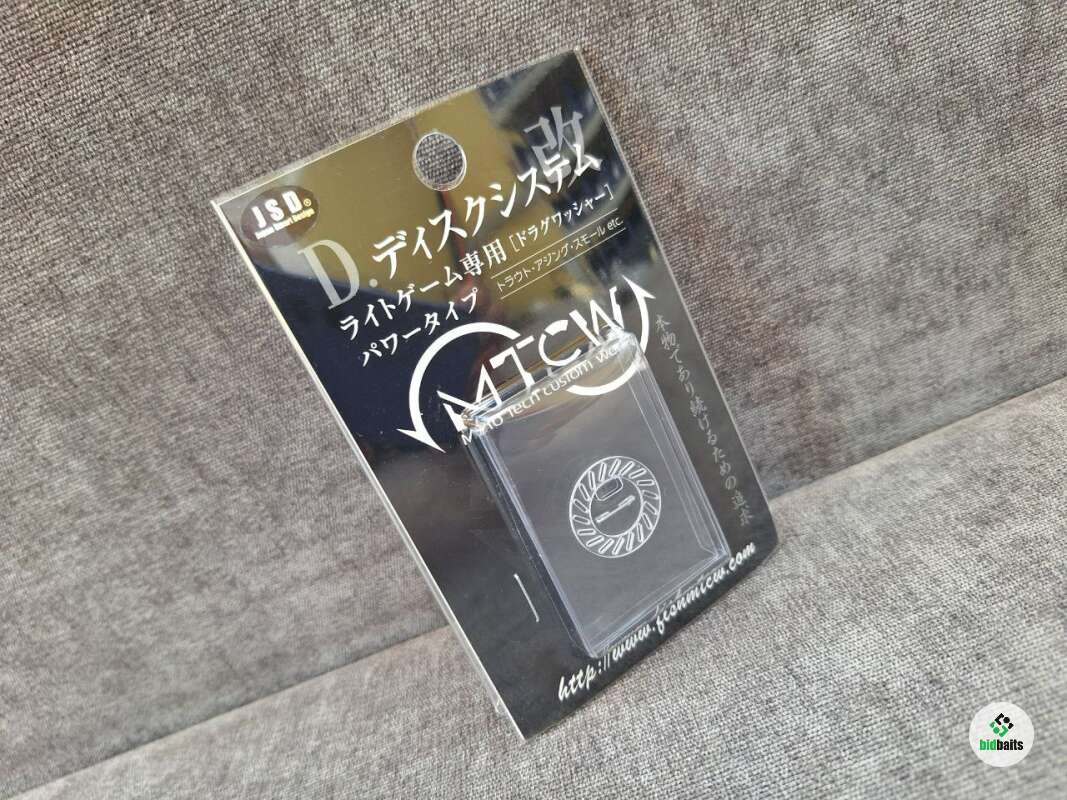 JSD.®
改
D.ディスクシステム
ライトゲーム専用[ドラグワッシャー]
パワータイプ
トラウト・アジング・スモール etc.
MTCW
Tech custom
本物であり続けるための追求
http://www.fishmtcw.com
bidbaits